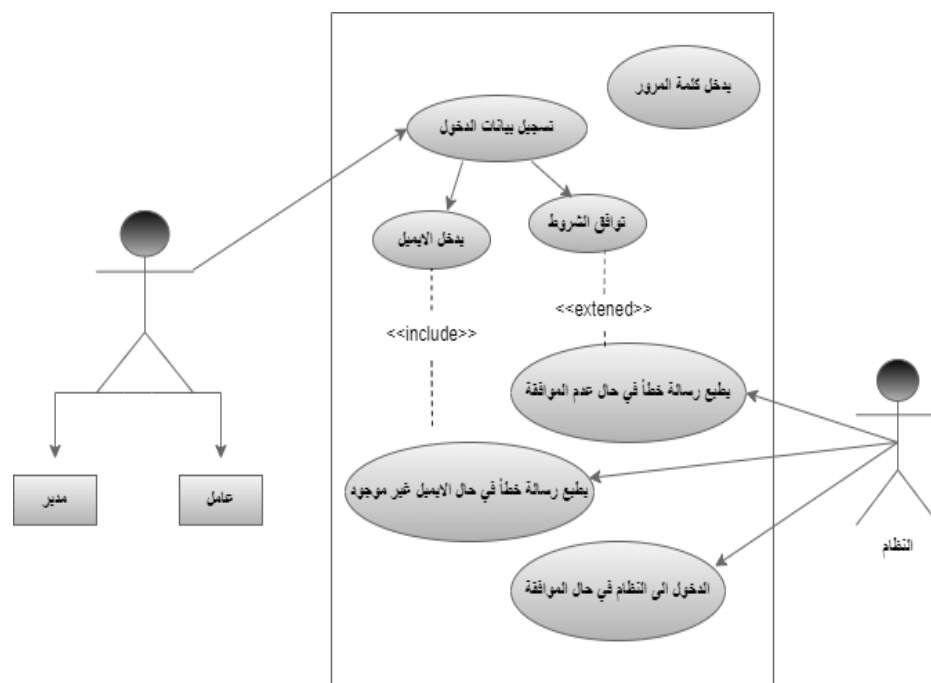 يدخل كلمة المرور
تسجيل بيانات الدخول
توافق الشروط
يدخل الايميل
<<extened>>
<<include>>
يطبع رسالة خطأ في حال عدم الموافقة
يطبع رسالة خطأ في حال الايميل غير موجود
مدير
عامل
النظام
الدخول الى النظام في حال الموافقة